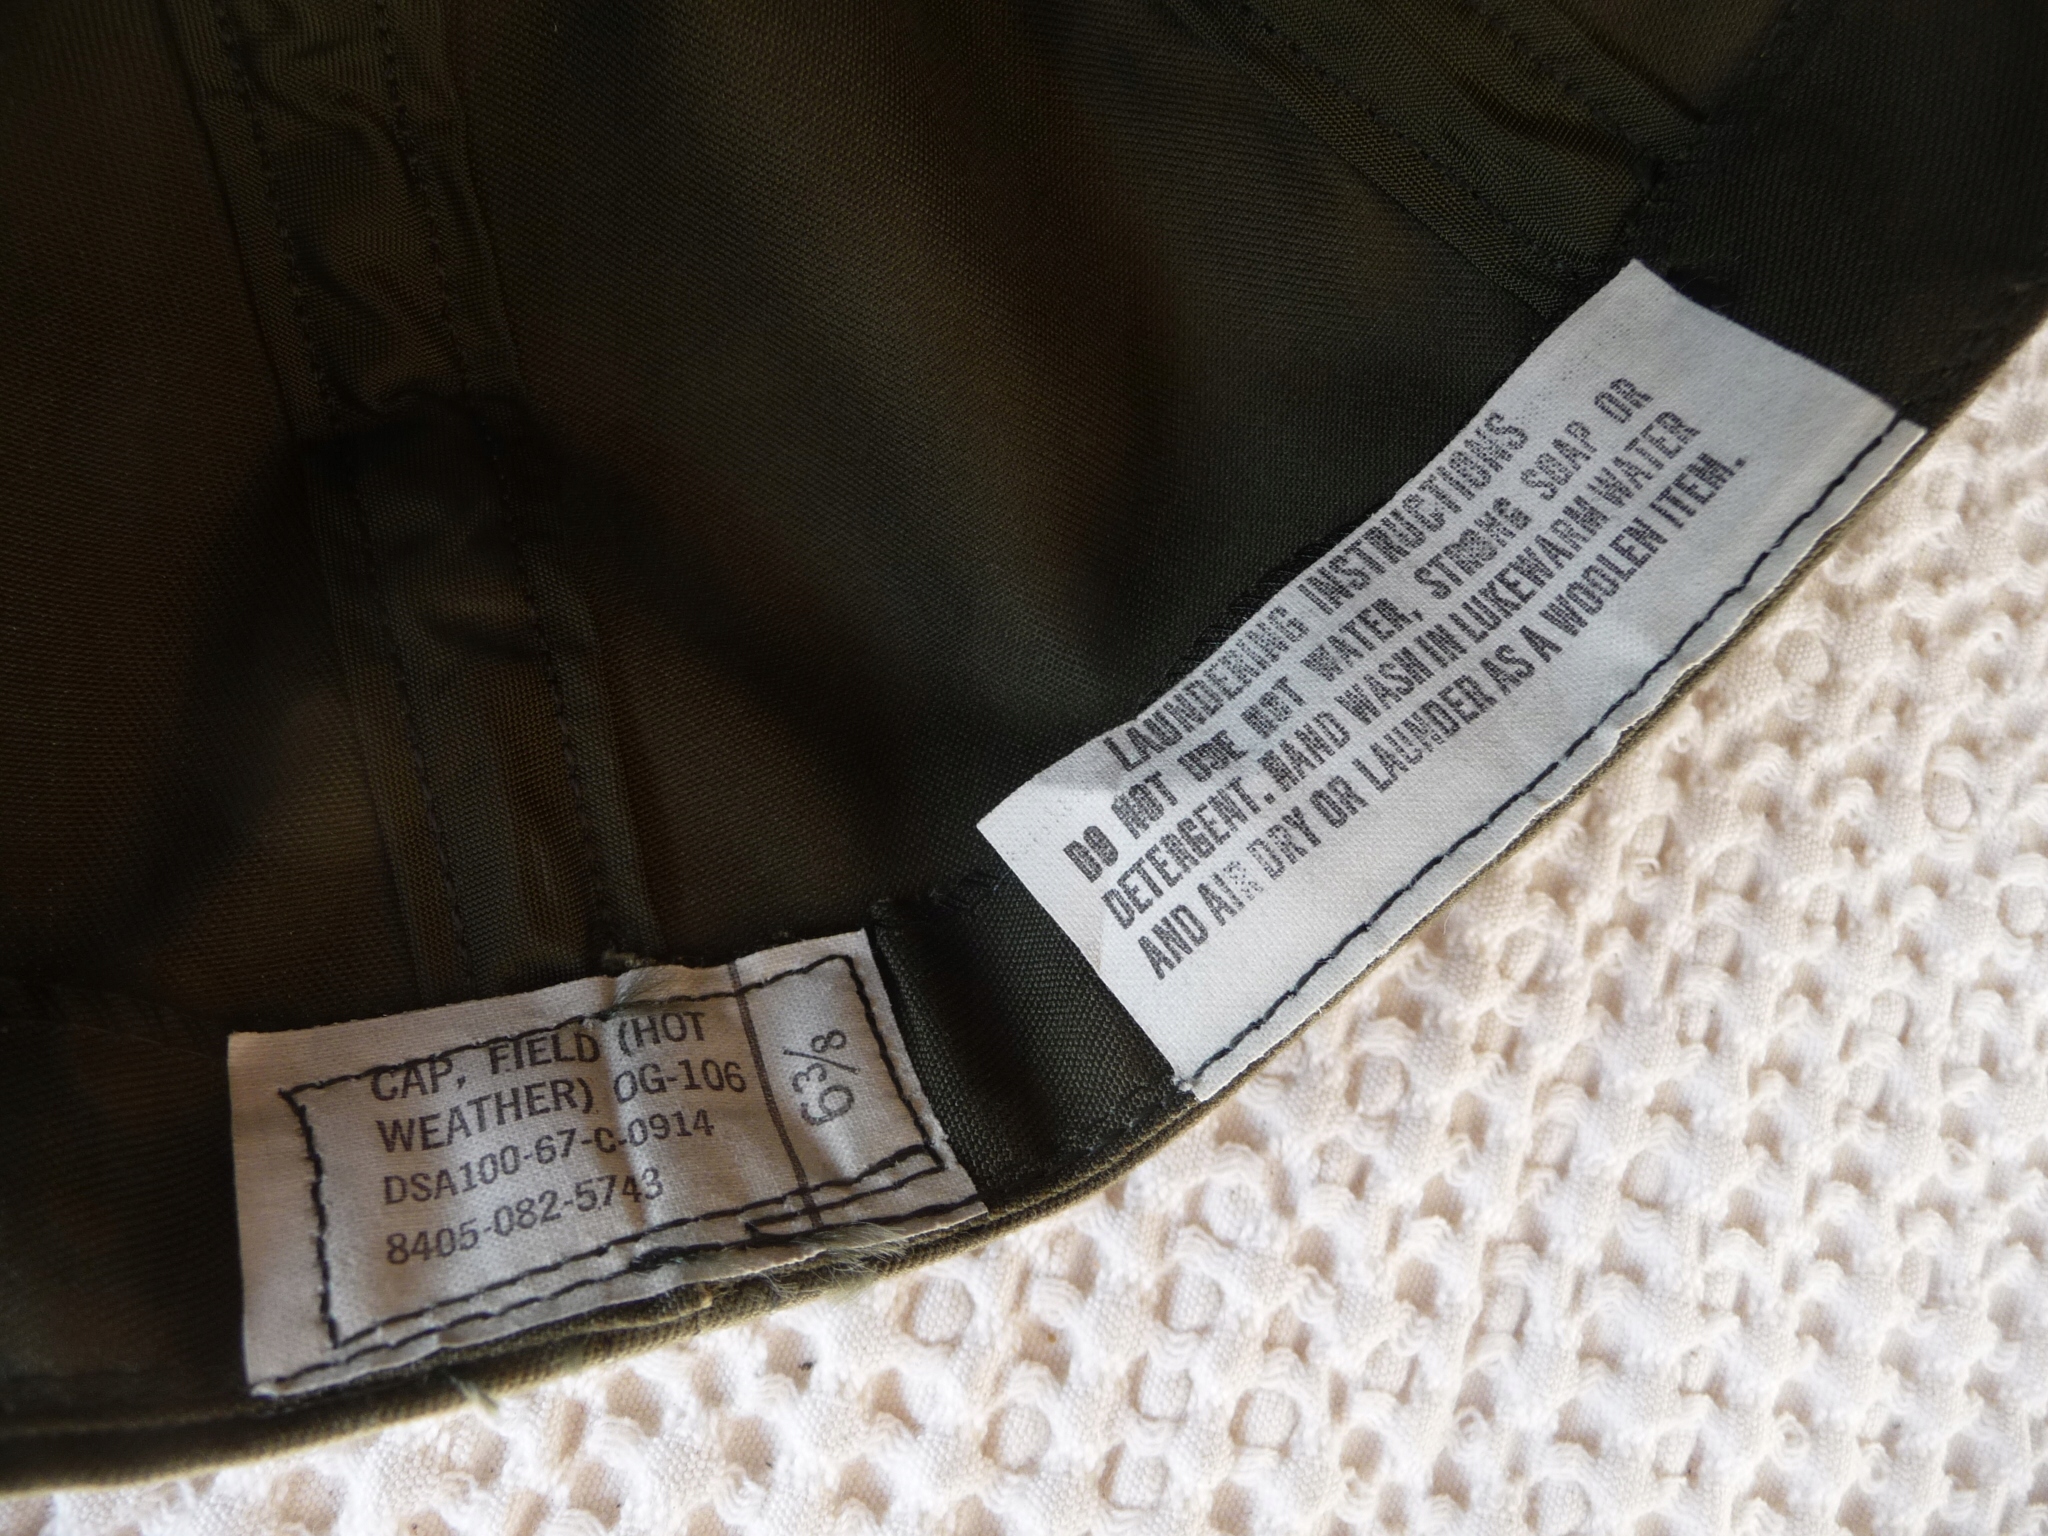 CAP, FIELD (HOT
WEATHER) OG-106
DSA100-67-C-0914
8405-082-5743
6⅜
LAUNDERING INSTRUCTIONS
DO NOT USE HOT WATER, STRONG SOAP OR
DETERGENT. HAND WASH IN LUKEWARM WATER
AND AIR DRY OR LAUNDER AS A WOOLEN ITEM.